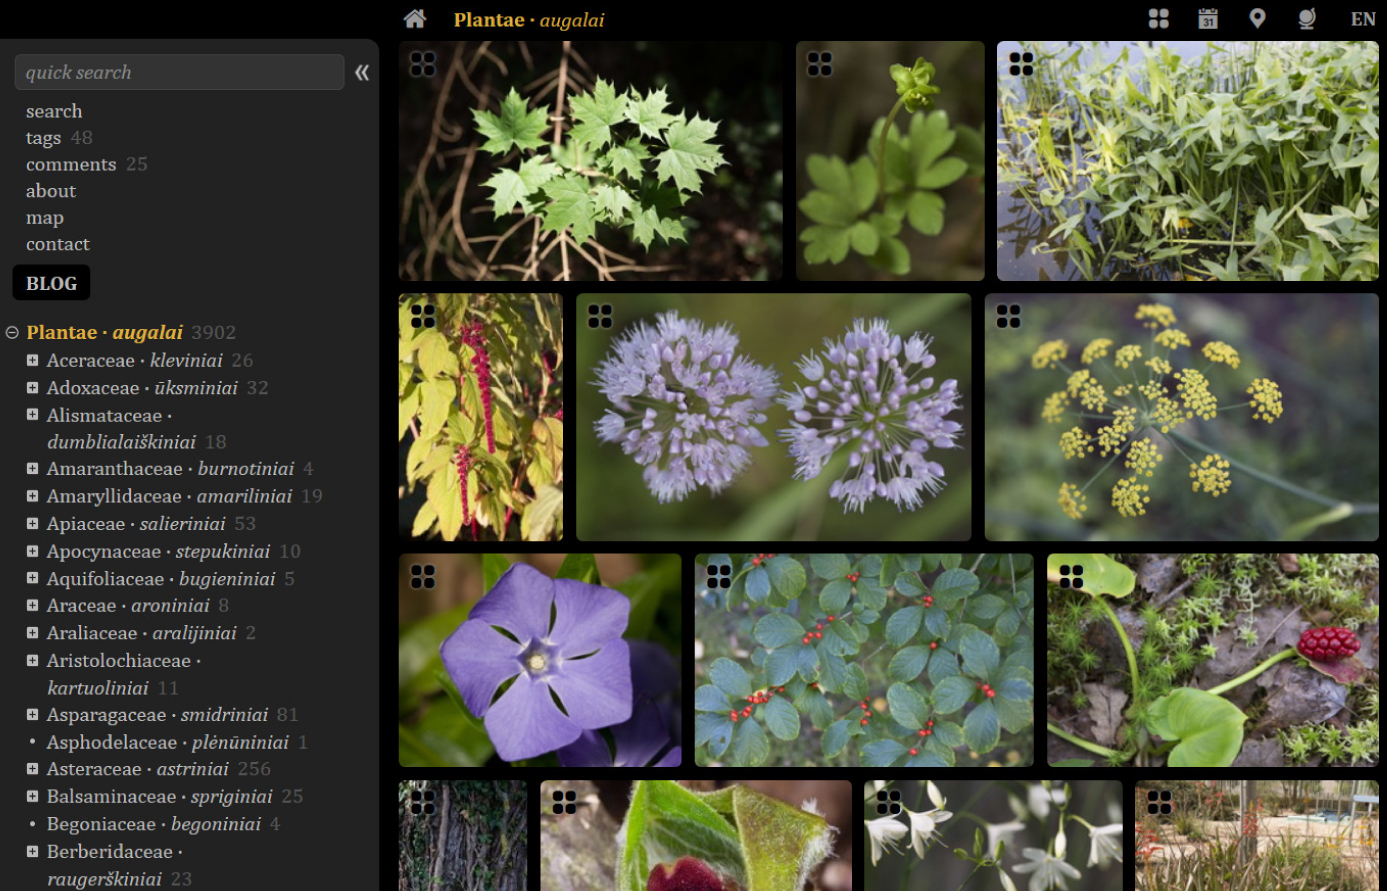 Plantae · augalai
31
EN
quick search
search
tags 48
comments 25
about
map
contact
BLOG
Plantae · augalai 3902
Aceraceae · kleviniai 26
Adoxaceae · ūksminiai 32
Alismataceae ·
dumblialaiškiniai 18
Amaranthaceae · burnotiniai 4
Amaryllidaceae · amariliniai 19
Apiaceae · salieriniai 53
Apocynaceae · stepukiniai 10
Aquifoliaceae · bugieniniai 5
Araceae · aroniniai 8
Araliaceae · aralijiniai 2
Aristolochiaceae ·
kartuoliniai 11
Asparagaceae · smidriniai 81
Asphodelaceae · plėnūniniai 1
Asteraceae · astriniai 256
Balsaminaceae · spriginiai 25
Begoniaceae · begoniniai 4
Berberidaceae ·
raugerškiniai 23